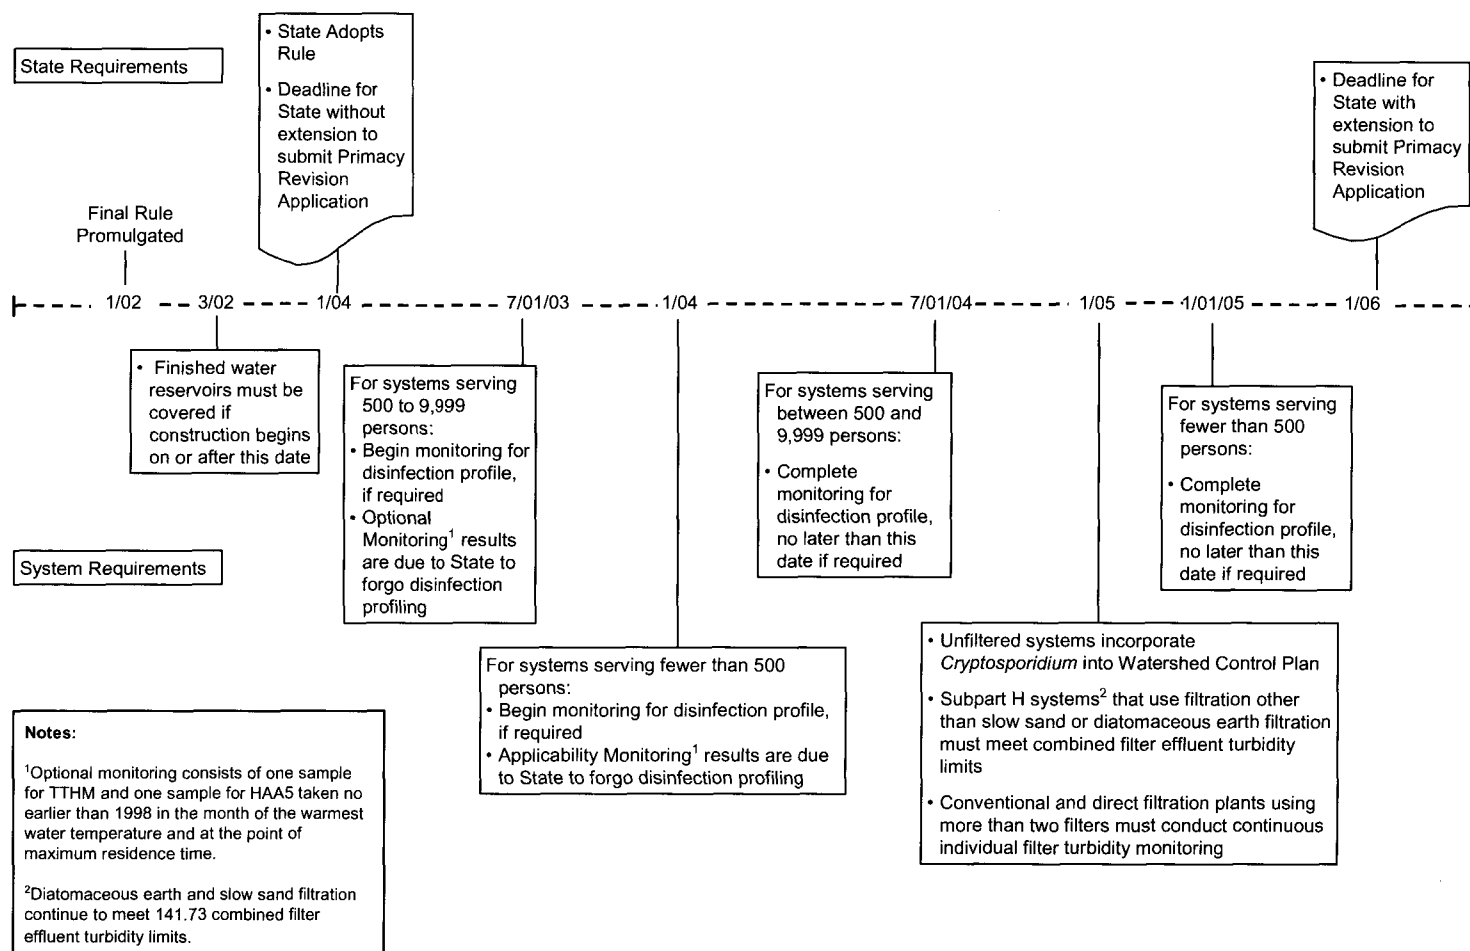 State Requirements
• State Adopts
Rule
• Deadline for
State without
extension to
submit Primacy
Revision
Application
• Deadline for
State with
extension to
submit Primacy
Revision
Application
Final Rule
Promulgated
1/02 3/02 1/04 7/01/03 1/04 7/01/04 1/05 1/01/05 1/06
• Finished water
reservoirs must be
covered if
construction begins
on or after this date
For systems serving
500 to 9,999
persons:
• Begin monitoring for
disinfection profile,
if required
• Optional
Monitoring¹ results
are due to State to
forgo disinfection
profiling
For systems serving
between 500 and
9,999 persons:
• Complete
monitoring for
disinfection profile,
no later than this
date if required
For systems serving
fewer than 500
persons:
• Complete
monitoring for
disinfection profile,
no later than this
date if required
System Requirements
For systems serving fewer than 500
persons:
• Begin monitoring for disinfection profile,
if required
• Applicability Monitoring¹ results are due
to State to forgo disinfection profiling
• Unfiltered systems incorporate
Cryptosporidium into Watershed Control Plan
• Subpart H systems² that use filtration other
than slow sand or diatomaceous earth filtration
must meet combined filter effluent turbidity
limits
• Conventional and direct filtration plants using
more than two filters must conduct continuous
individual filter turbidity monitoring
Notes:
¹Optional monitoring consists of one sample
for TTHM and one sample for HAA5 taken no
earlier than 1998 in the month of the warmest
water temperature and at the point of
maximum residence time.
²Diatomaceous earth and slow sand filtration
continue to meet 141.73 combined filter
effluent turbidity limits.